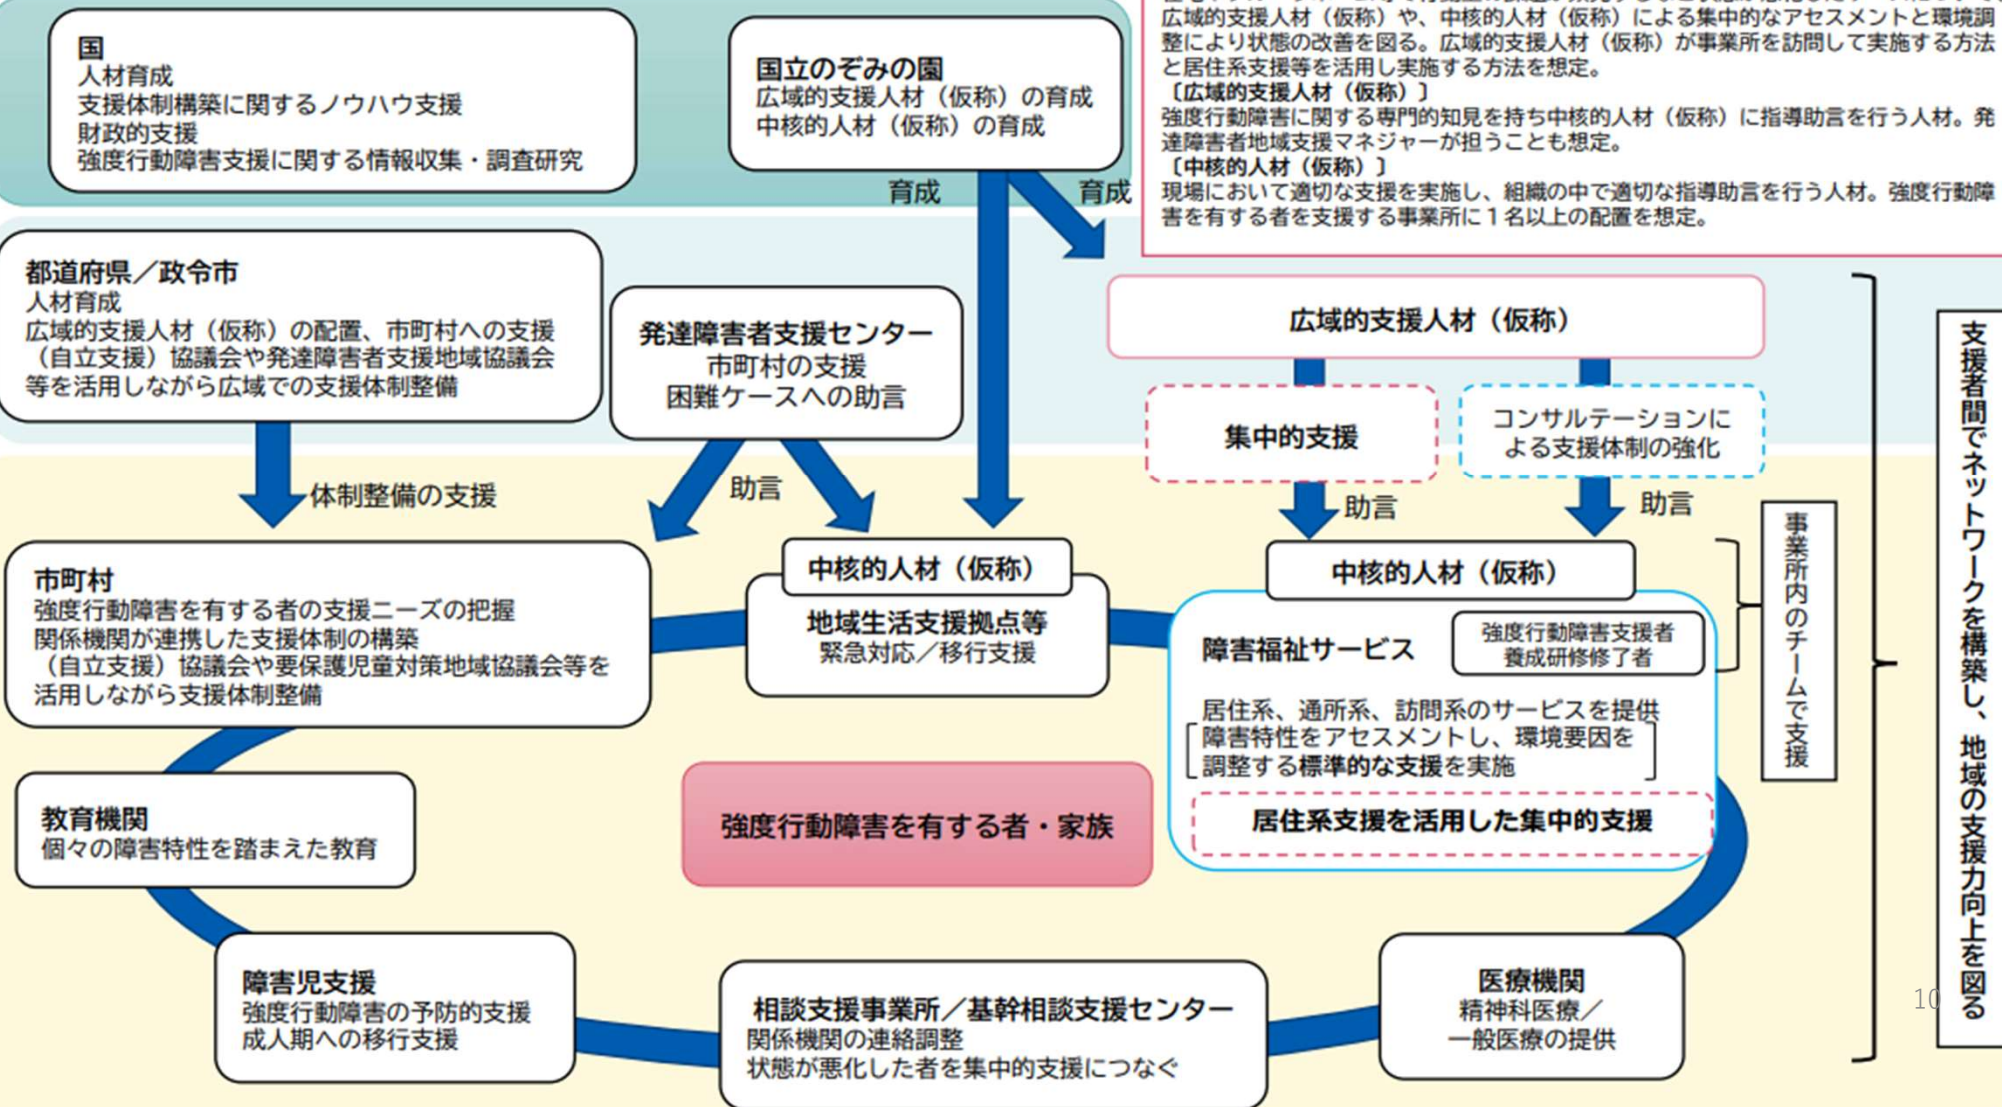 国
人材育成
支援体制構築に関するノウハウ支援
財政的支援
強度行動障害支援に関する情報収集・調査研究
国立のぞみの園
広域的支援人材（仮称）の育成
中核的人材（仮称）の育成
広域的支援人材（仮称）や、中核的人材（仮称）による集中的なアセスメントと環境調
整により状態の改善を図る。広域的支援人材（仮称）が事業所を訪問して実施する方法
と居住系支援等を活用し実施する方法を想定。
〔広域的支援人材（仮称）〕
強度行動障害に関する専門的知見を持ち中核的人材（仮称）に指導助言を行う人材。発
達障害者地域支援マネジャーが担うことも想定。
〔中核的人材（仮称）〕
現場において適切な支援を実施し、組織の中で適切な指導助言を行う人材。強度行動障
害を有する者を支援する事業所に１名以上の配置を想定。
育成
育成
都道府県／政令市
人材育成
広域的支援人材（仮称）の配置、市町村への支援
（自立支援）協議会や発達障害者支援地域協議会
等を活用しながら広域での支援体制整備
発達障害者支援センター
市町村の支援
困難ケースへの助言
広域的支援人材（仮称）
集中的支援
コンサルテーションに
よる支援体制の強化
体制整備の支援
助言
助言
助言
市町村
強度行動障害を有する者の支援ニーズの把握
関係機関が連携した支援体制の構築
（自立支援）協議会や要保護児童対策地域協議会等を
活用しながら支援体制整備
中核的人材（仮称）
地域生活支援拠点等
緊急対応／移行支援
中核的人材（仮称）
障害福祉サービス
強度行動障害支援者
養成研修修了者
居住系、通所系、訪問系のサービスを提供
障害特性をアセスメントし、環境要因を
調整する標準的な支援を実施
居住系支援を活用した集中的支援
事業所内のチームで支援
支援者間でネットワークを構築し、地域の支援力向上を図る
教育機関
個々の障害特性を踏まえた教育
強度行動障害を有する者・家族
障害児支援
強度行動障害の予防的支援
成人期への移行支援
相談支援事業所／基幹相談支援センター
関係機関の連絡調整
状態が悪化した者を集中的支援につなぐ
医療機関
精神科医療／
一般医療の提供
10